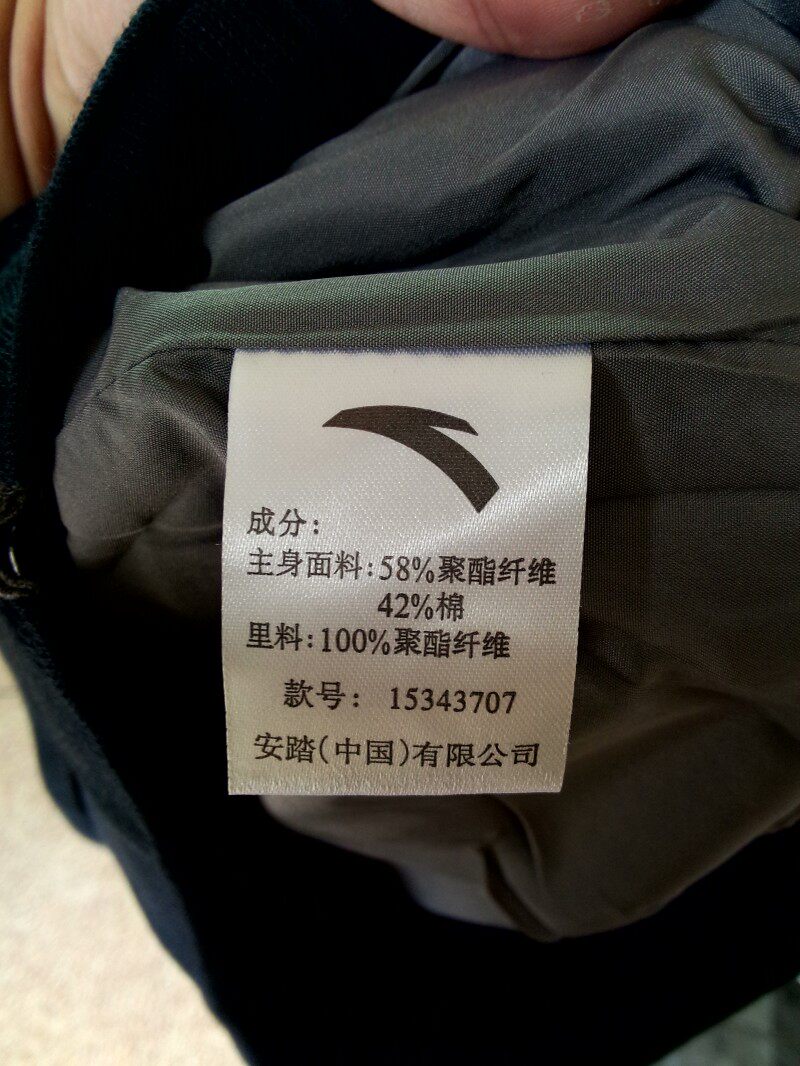 成分：
主身面料：58%聚酯纤维
42%棉
里料：100%聚酯纤维
款号： 15343707
安踏（中国）有限公司